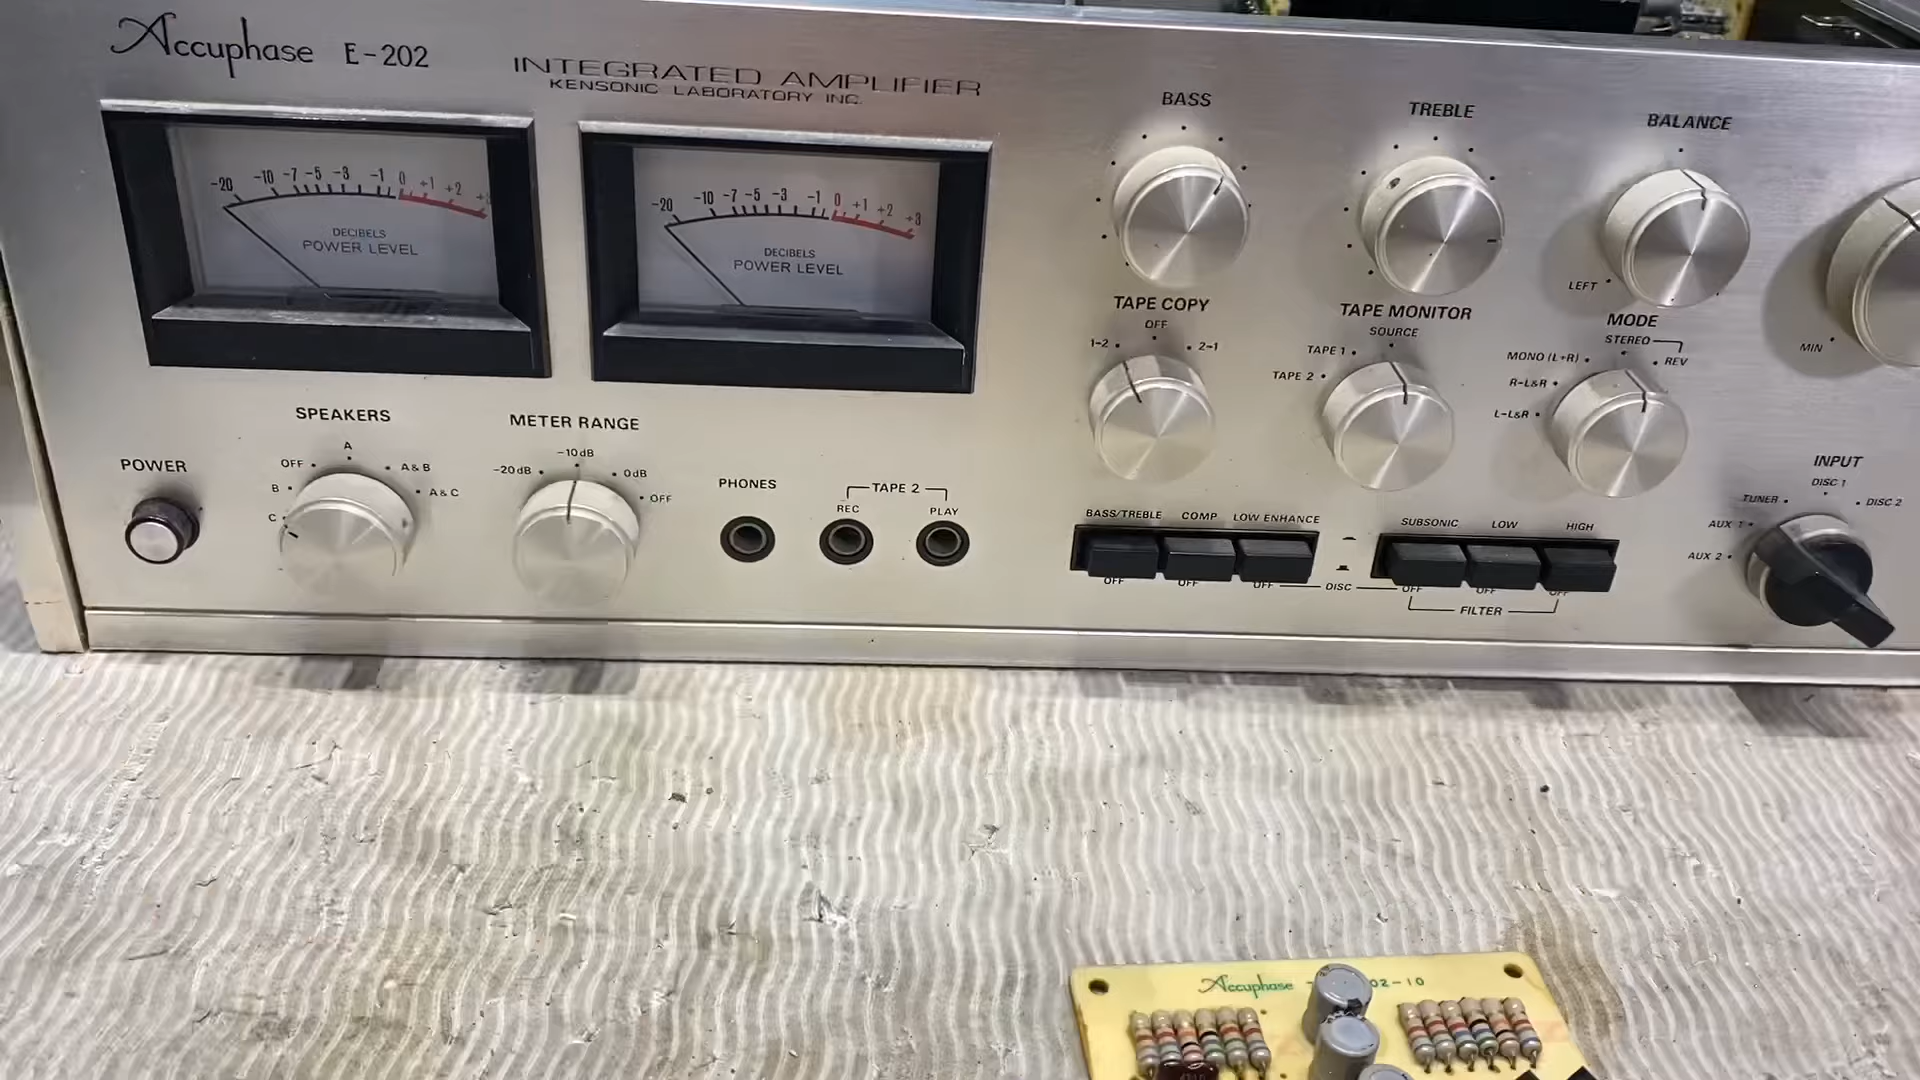 Accuphase E-202
INTEGRATED AMPLIFIER
KENSONIC LABORATORY INC.
-20 -10 -7 -5 -3 -1 0 +1 +2
DECIBELS
POWER LEVEL
-20 -10 -7 -5 -3 -1 0 +1 +2 +3
DECIBELS
POWER LEVEL
BASS
TREBLE
BALANCE
LEFT
MIN
TAPE COPY
OFF
1-2 2-1
TAPE MONITOR
SOURCE
TAPE 1
TAPE 2
MODE
STEREO
MONO (L+R) REV
R-L&R
L-L&R
POWER
SPEAKERS
A
OFF A & B
B A & C
C
METER RANGE
-10dB
-20dB 0dB
OFF
PHONES
TAPE 2
REC PLAY
BASS/TREBLE COMP LOW ENHANCE
OFF OFF OFF DISC
SUBSONIC LOW HIGH
OFF OFF OFF
FILTER
INPUT
DISC 1
TUNER DISC 2
AUX 1
AUX 2
Accuphase 02-10